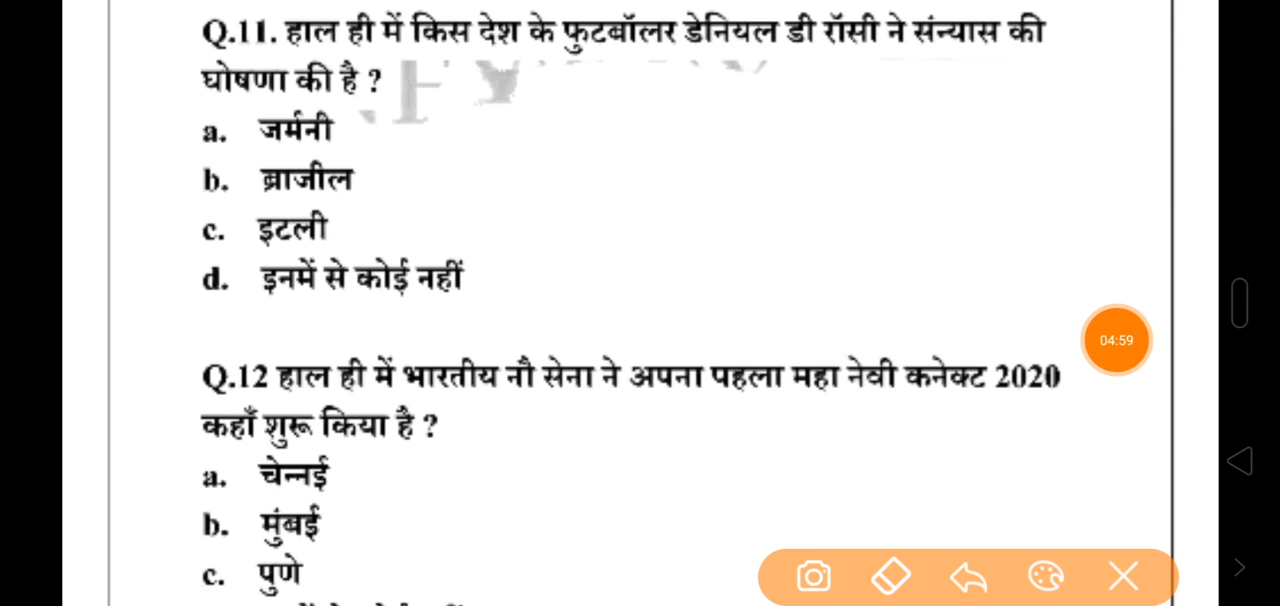 Q.11. हाल ही में किस देश के फुटबॉलर डेनियल डी रॉसी ने संन्यास की
घोषणा की है ?
a. जर्मनी
b. ब्राजील
c. इटली
d. इनमें से कोई नहीं
04:59
Q.12 हाल ही में भारतीय नौ सेना ने अपना पहला महा नेवी कनेक्ट 2020
कहाँ शुरू किया है ?
a. चेन्नई
b. मुंबई
c. पुणे